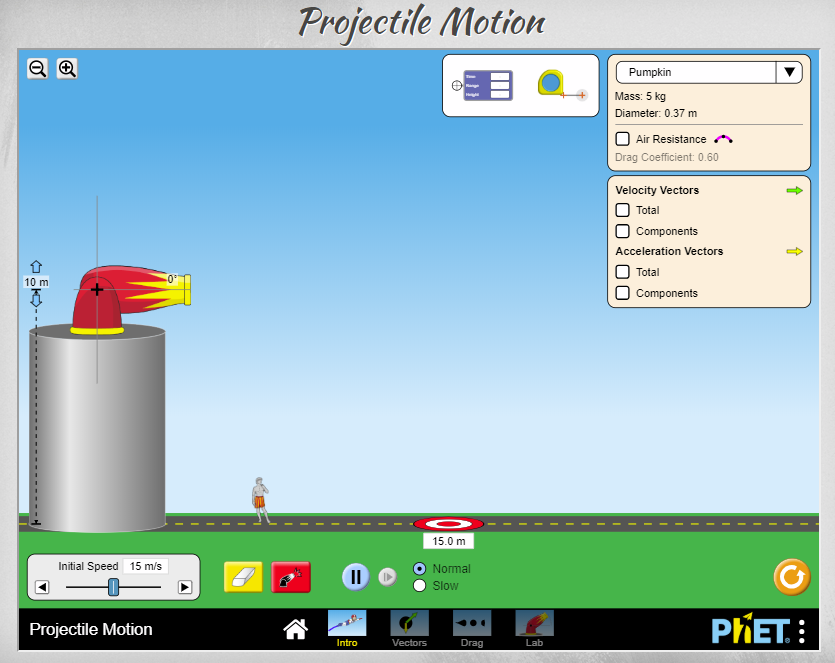 Projectile Motion
Time
Range
Height
Pumpkin
Mass: 5 kg
Diameter: 0.37 m
Air Resistance
Drag Coefficient: 0.60
Velocity Vectors
Total
Components
Acceleration Vectors
Total
Components
0°
10 m
15.0 m
Initial Speed 15 m/s
Normal
Slow
Projectile Motion
Intro
Vectors
Drag
Lab
PhET